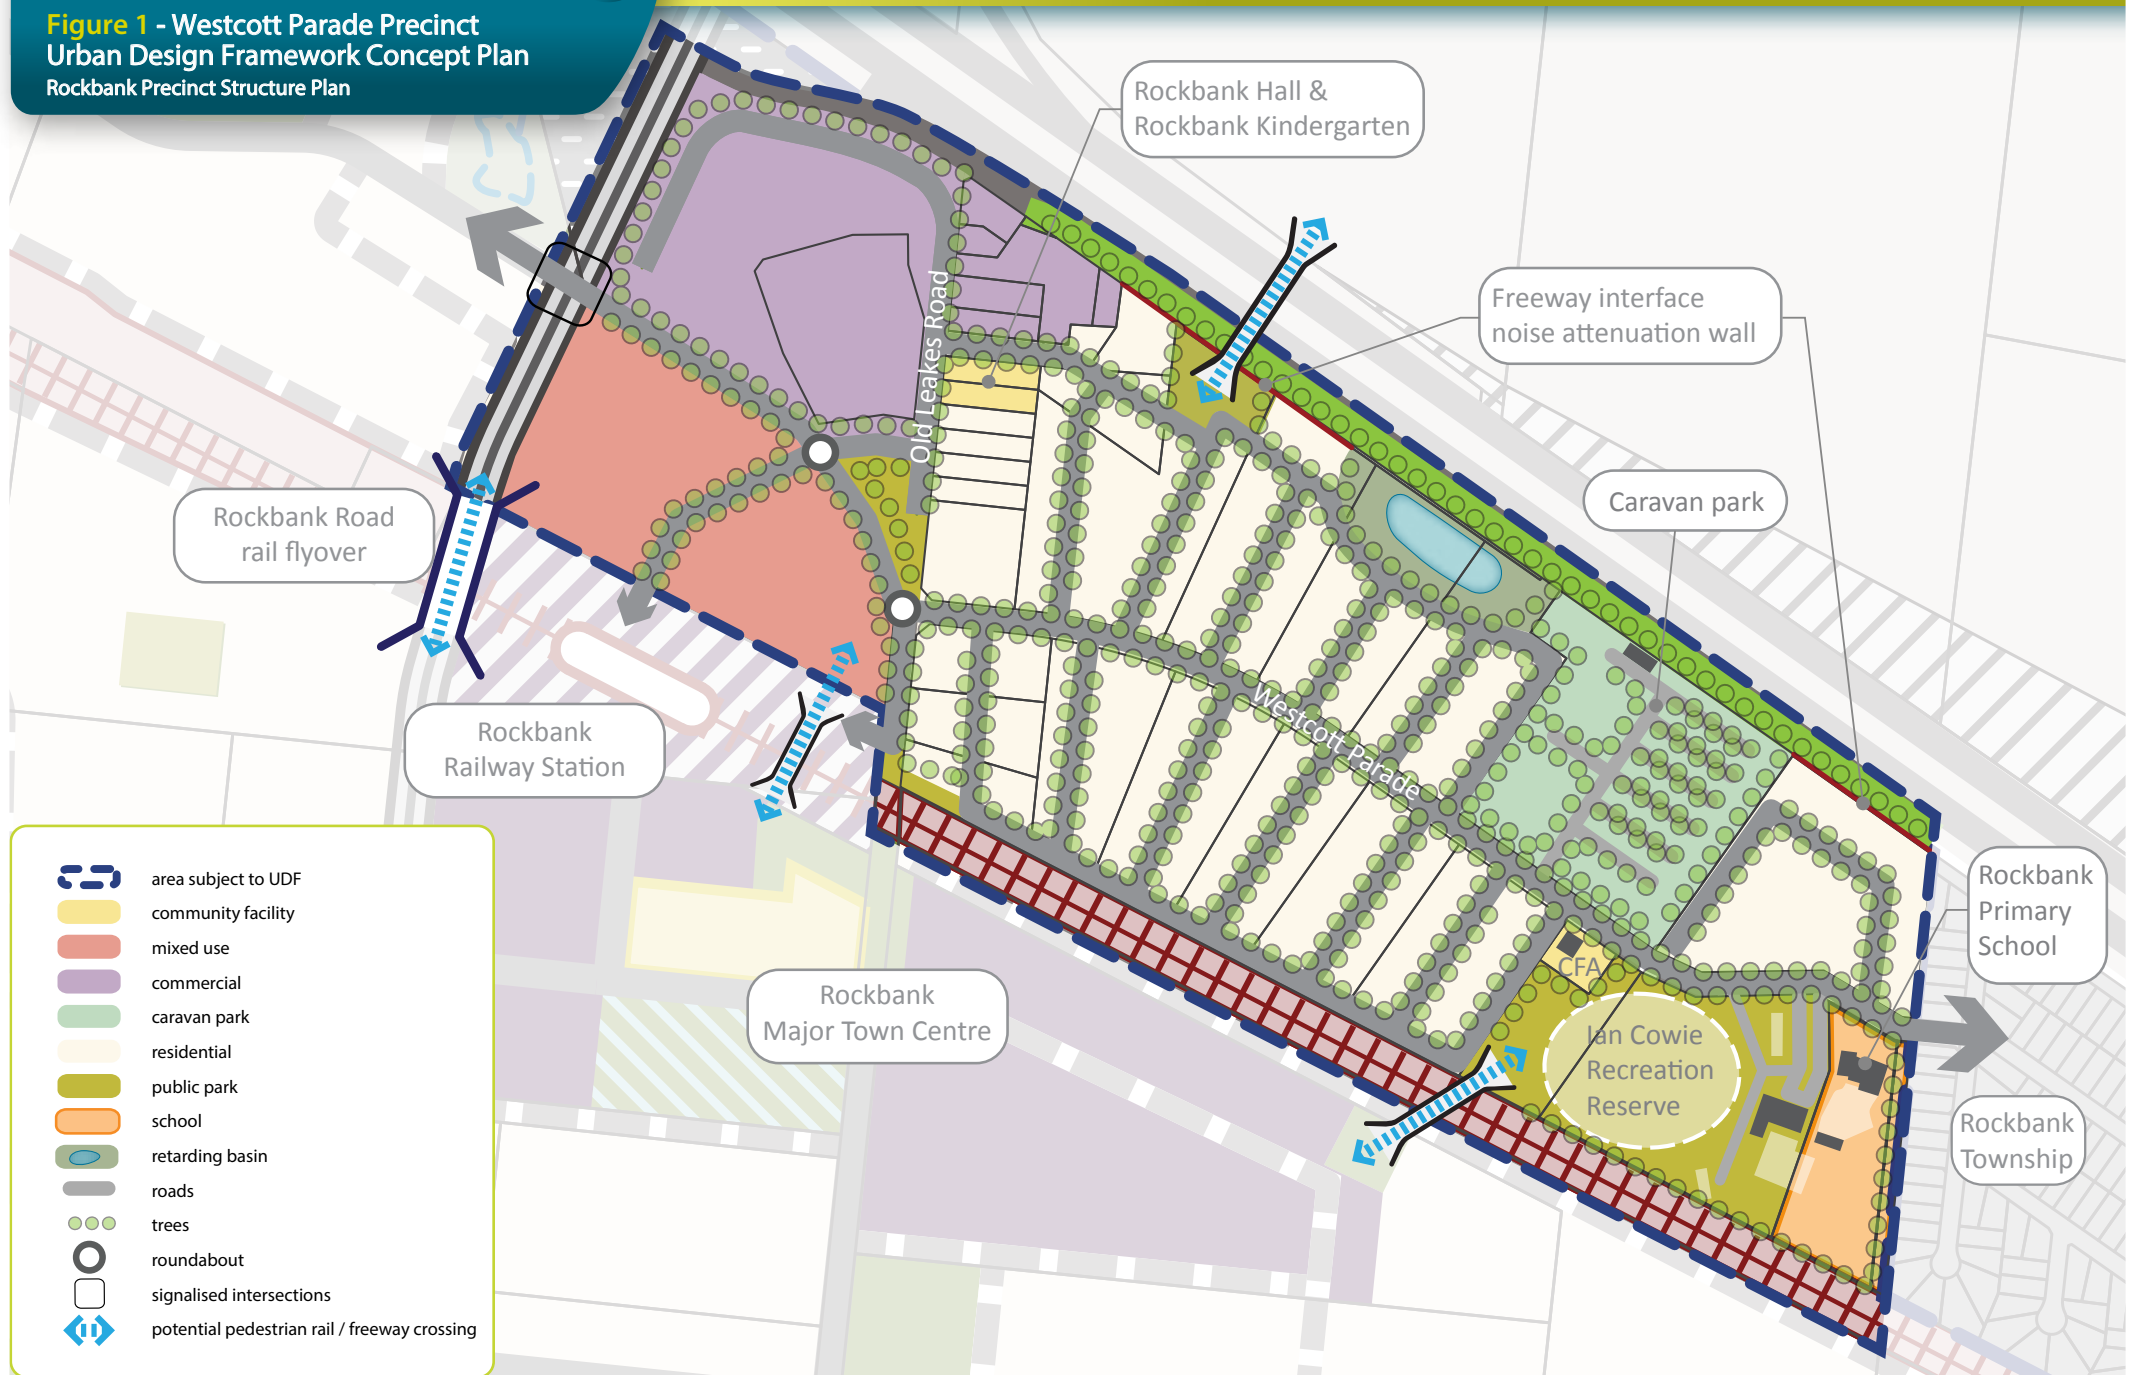 Figure 1 - Westcott Parade Precinct
Urban Design Framework Concept Plan
Rockbank Precinct Structure Plan
Rockbank Hall &
Rockbank Kindergarten
Freeway interface
noise attenuation wall
Old Leakes Road
Caravan park
Rockbank Road
rail flyover
Westcott Parade
Rockbank
Railway Station
Rockbank
Primary
School
CFA
Rockbank
Major Town Centre
Ian Cowie
Recreation
Reserve
Rockbank
Township
area subject to UDF
community facility
mixed use
commercial
caravan park
residential
public park
school
retarding basin
roads
trees
roundabout
signalised intersections
potential pedestrian rail / freeway crossing